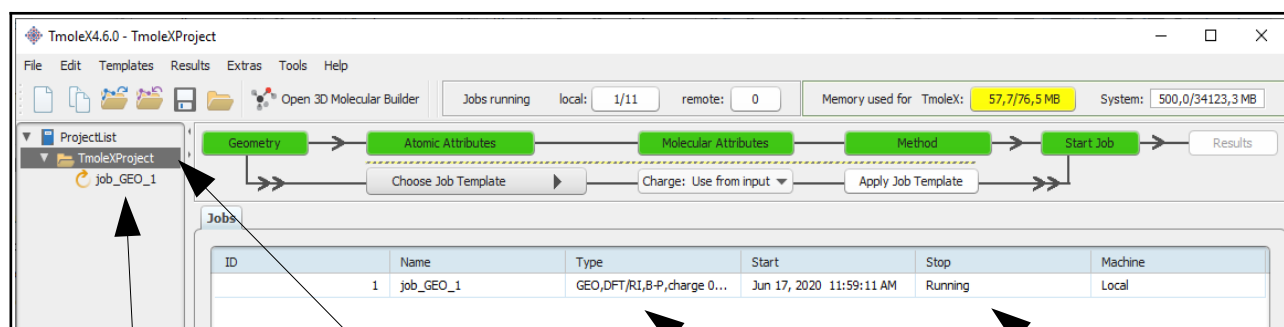 TmoleX4.6.0 - TmoleXProject
File Edit Templates Results Extras Tools Help
Open 3D Molecular Builder Jobs running local: 1/11 remote: 0 Memory used for TmoleX: 57,7/76,5 MB System: 500,0/34123,3 MB
ProjectList
TmoleXProject
job_GEO_1
Geometry Atomic Attributes Molecular Attributes Method Start Job Results
Choose Job Template Charge: Use from input Apply Job Template
Jobs
ID Name Type Start Stop Machine
1 job_GEO_1 GEO,DFT/RI,B-P,charge 0... Jun 17, 2020 11:59:11 AM Running Local